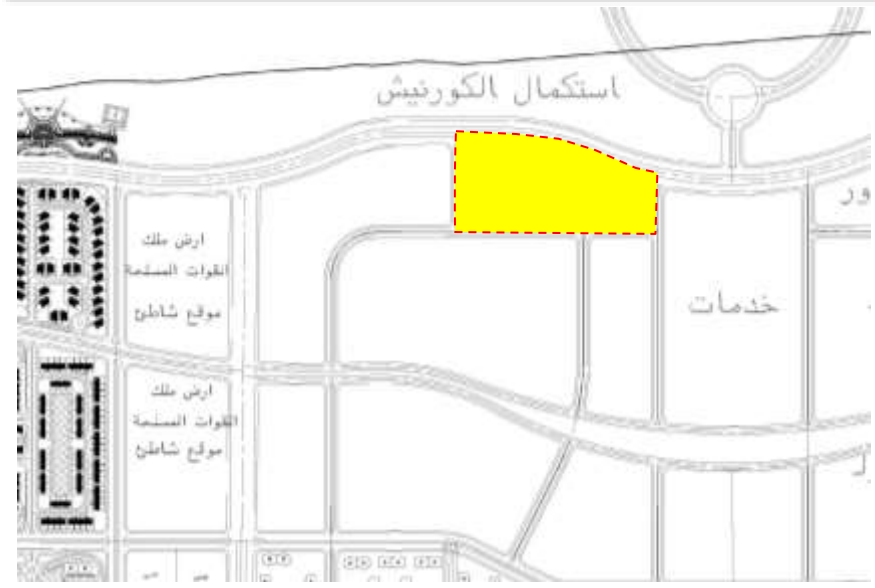 استكمال الكورنيش
ارض ملك
القوات المسلحة
موقع شاطئ
خدمات
ارض ملك
القوات المسلحة
موقع شاطئ